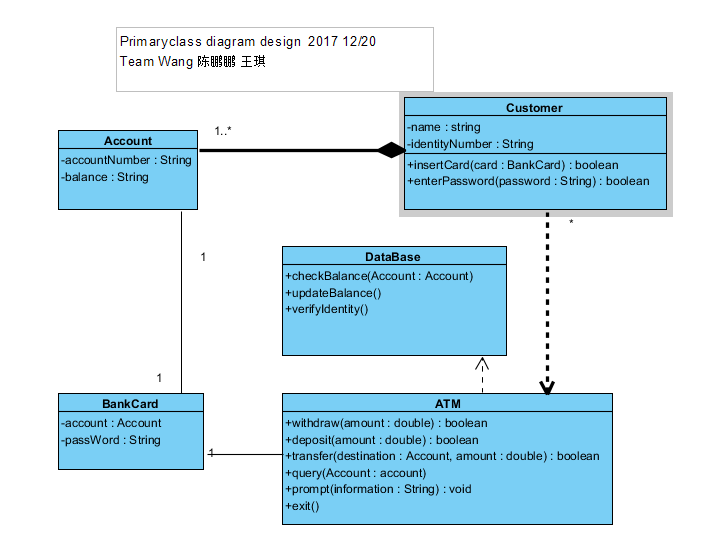 Primaryclass diagram design  2017 12/20
Team Wang 陈鹏鹏 王琪
Customer
-name : string
-identityNumber : String
+insertCard(card : BankCard) : boolean
+enterPassword(password : String) : boolean
1..*
Account
-accountNumber : String
-balance : String
*
1
DataBase
+checkBalance(Account : Account)
+updateBalance()
+verifyIdentity()
1
BankCard
-account : Account
-passWord : String
1
ATM
+withdraw(amount : double) : boolean
+deposit(amount : double) : boolean
+transfer(destination : Account, amount : double) : boolean
+query(Account : account)
+prompt(information : String) : void
+exit()